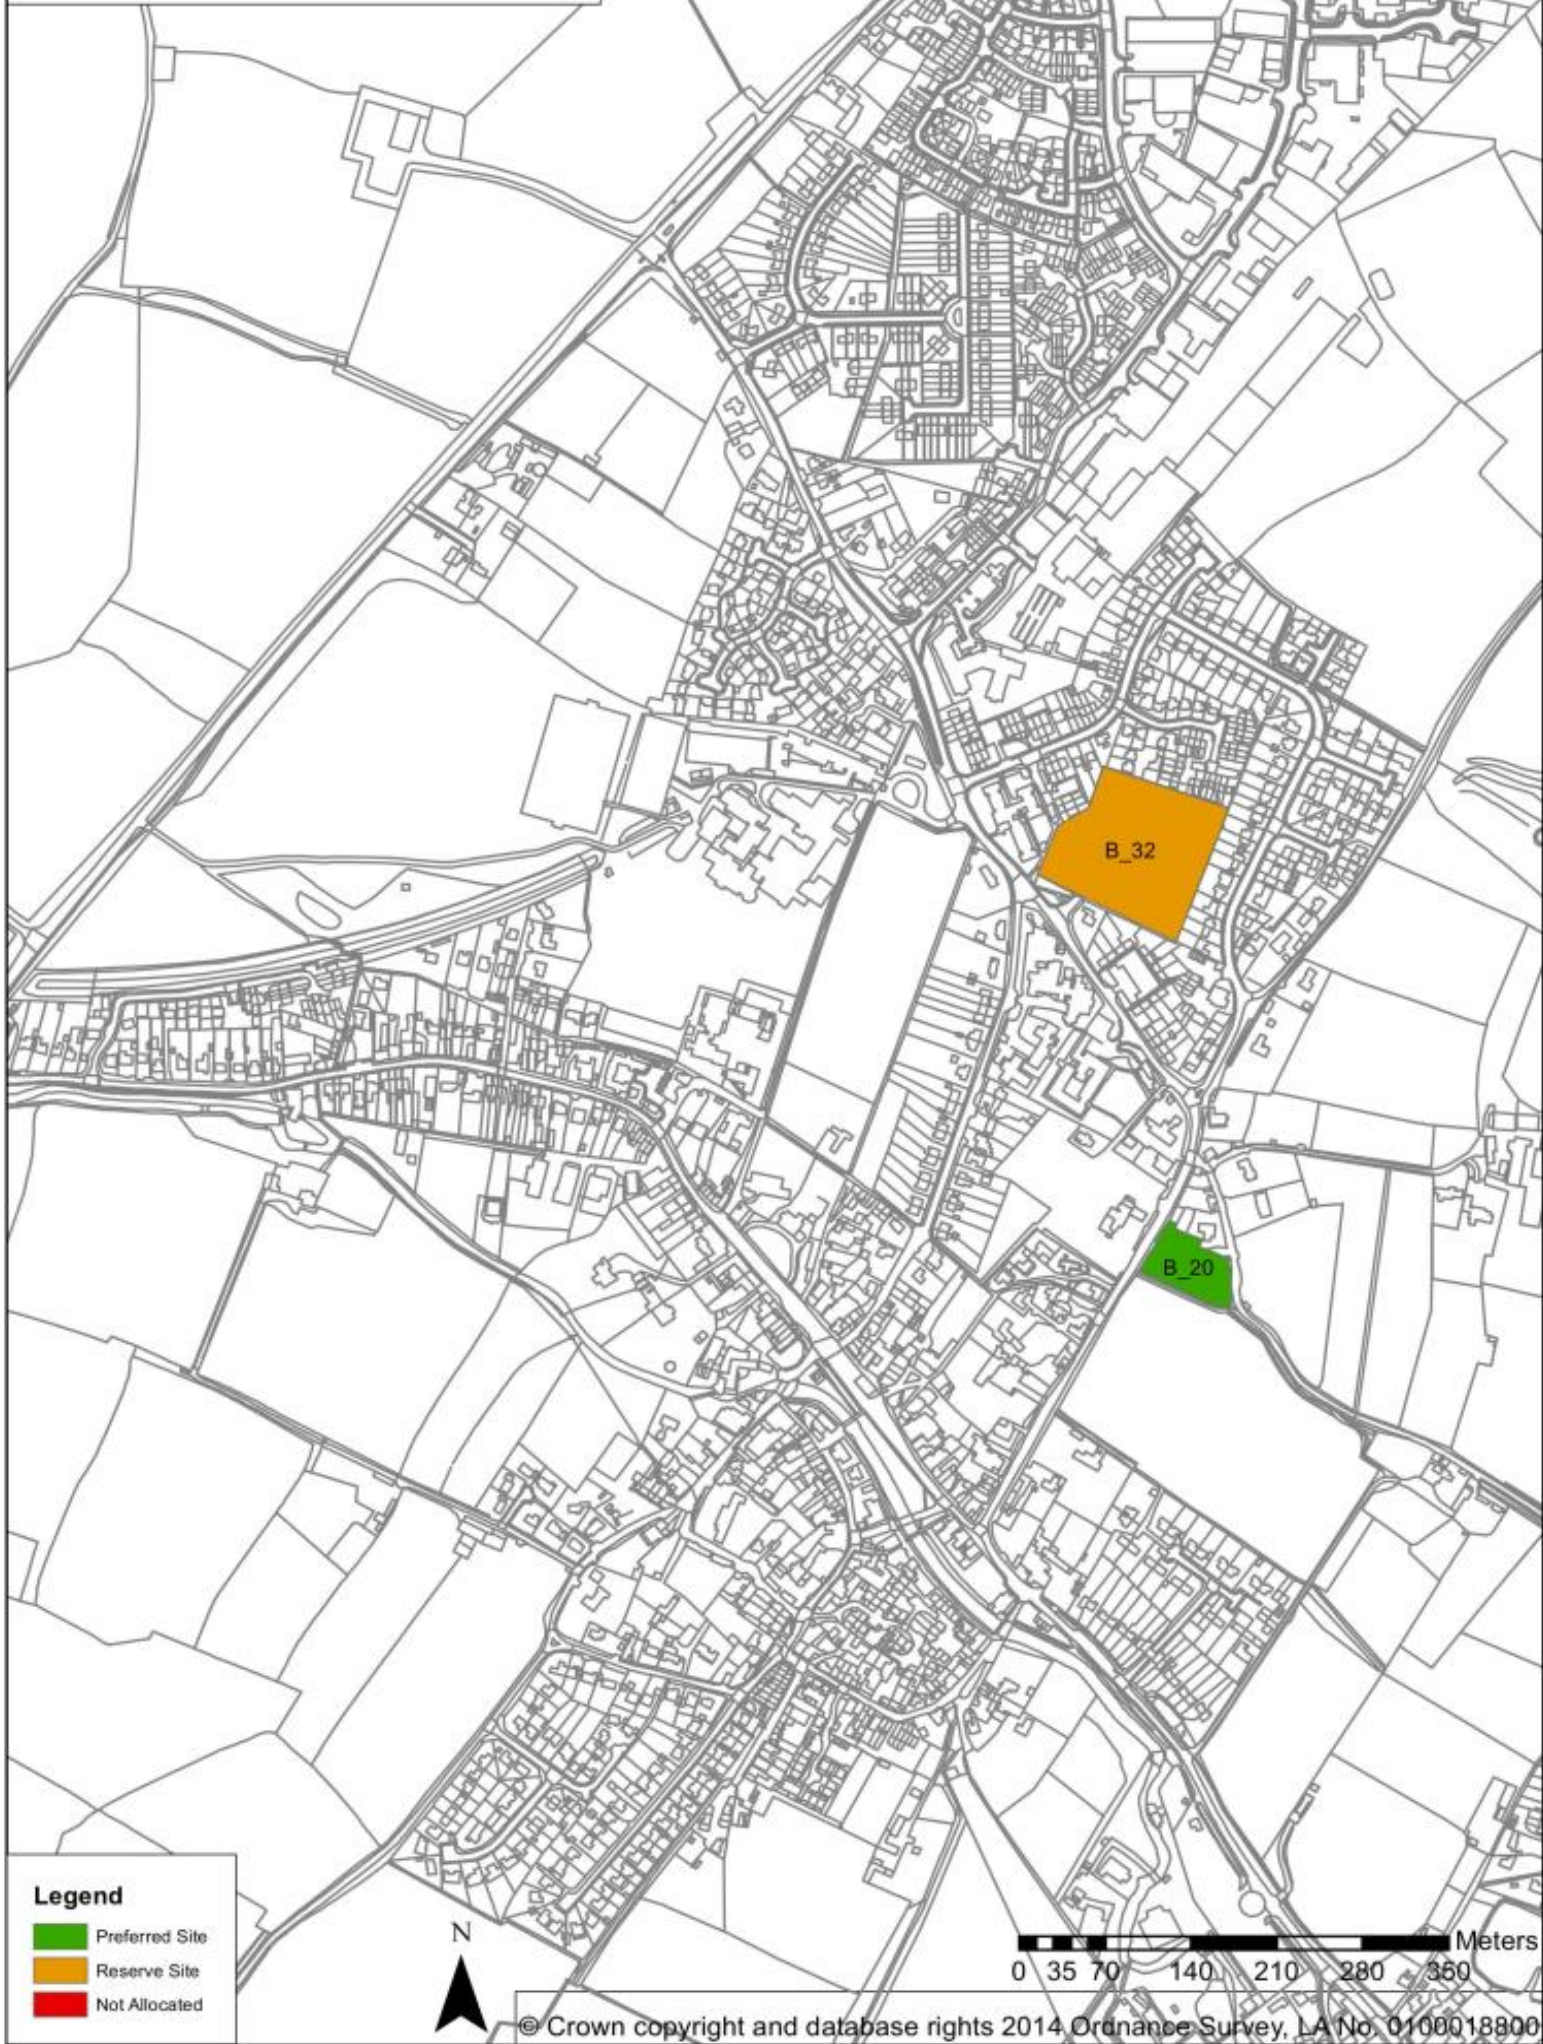 B_32
B_20
Legend
Preferred Site
Reserve Site
Not Allocated
N
Meters
0 35 70 140 210 280 350
© Crown copyright and database rights 2014 Ordnance Survey, LA No. 0100018800